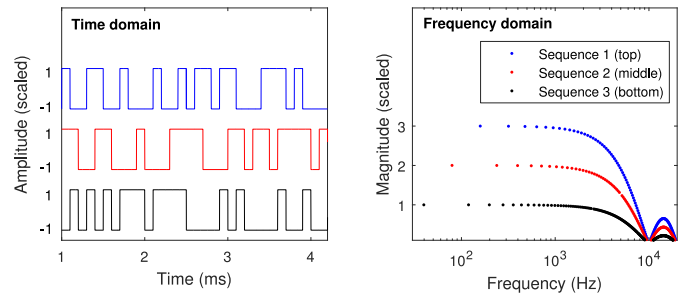 Time domain
Amplitude (scaled)
1
-1
1
-1
1
-1
1 2 3 4
Time (ms)
Frequency domain
Sequence 1 (top)
Sequence 2 (middle)
Sequence 3 (bottom)
Magnitude (scaled)
3
2
1
10² 10³ 10⁴
Frequency (Hz)